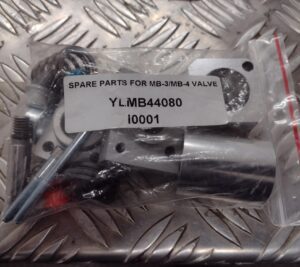 SPARE PARTS FOR MB-3/MB-4 VALVE
YLMB44080
I0001